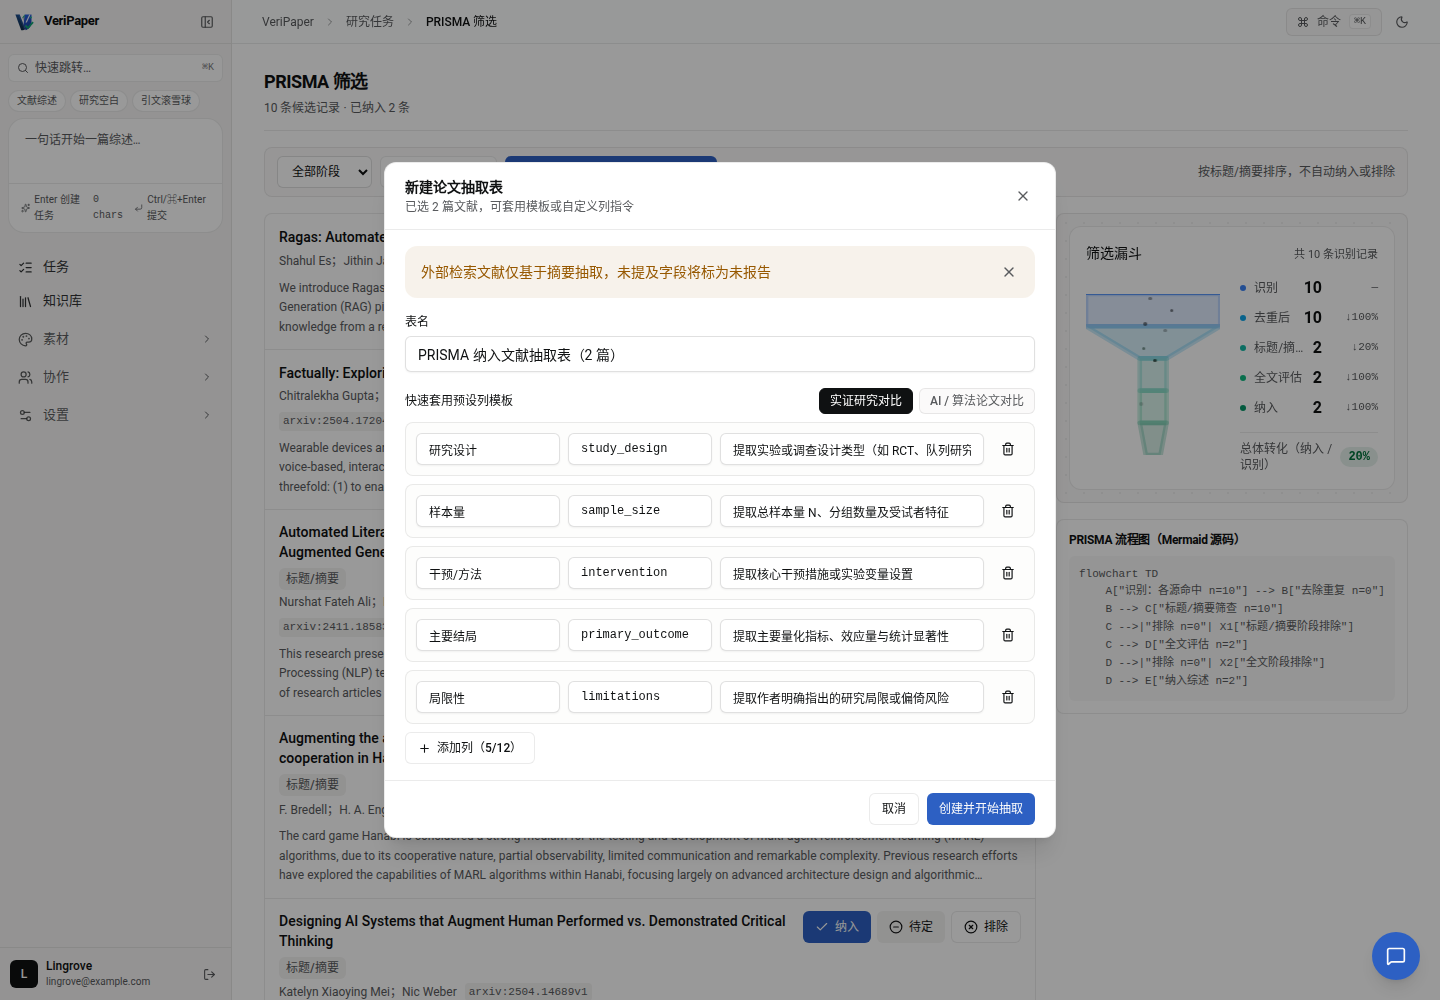 VeriPaper
VeriPaper > 研究任务 > PRISMA 筛选
⌘ 命令 ⌘K
快速跳转... ⌘K
文献综述 研究空白 引文滚雪球
一句话开始一篇综述...
Enter 创建任务 0 chars Ctrl/⌘+Enter 提交
任务
知识库
素材
协作
设置
L Lingrove
lingrove@example.com
PRISMA 筛选
10 条候选记录 · 已纳入 2 条
全部阶段
按标题/摘要排序，不自动纳入或排除
Ragas: Automate
Shahul Es；Jithin
We introduce Ragas
Generation (RAG)
knowledge from a
Factually: Explori
Chitralekha Gupta；
arxiv:2504.1720
Wearable devices
voice-based, interac
threefold: (1) to ena
Automated Litera
Augmented Gene
标题/摘要
Nurshat Fateh Ali；
arxiv:2411.1858
This research prese
Processing (NLP)
of research articles
Augmenting the
cooperation in
标题/摘要
F. Bredell；H. A.
The card game Hanabi is considered a strong medium for the testing and development of multi-agent reinforcement learning (MARL)
algorithms, due to its cooperative nature, partial observability, limited communication and remarkable complexity. Previous research efforts
have explored the capabilities of MARL algorithms within Hanabi, focusing largely on advanced architecture design and algorithmic...
Designing AI Systems that Augment Human Performed vs. Demonstrated Critical
Thinking
纳入 待定 排除
标题/摘要
Katelyn Xiaoying Mei；Nic Weber arxiv:2504.14689v1
新建论文抽取表
已选 2 篇文献，可套用模板或自定义列指令
外部检索文献仅基于摘要抽取，未提及字段将标为未报告
表名
PRISMA 纳入文献抽取表（2 篇）
快速套用预设列模板 实证研究对比 AI / 算法论文对比
研究设计 study_design 提取实验或调查设计类型（如 RCT、队列研究
样本量 sample_size 提取总样本量 N、分组数量及受试者特征
干预/方法 intervention 提取核心干预措施或实验变量设置
主要结局 primary_outcome 提取主要量化指标、效应量与统计显著性
局限性 limitations 提取作者明确指出的研究局限或偏倚风险
添加列（5/12）
取消 创建并开始抽取
筛选漏斗 共 10 条识别记录
识别 10 —
去重后 10 ↓100%
标题/摘... 2 ↓20%
全文评估 2 ↓100%
纳入 2 ↓100%
总体转化（纳入 / 识别） 20%
PRISMA 流程图（Mermaid 源码）
flowchart TD
A["识别：各源命中 n=10"] --> B["去除重复 n=0"]
B --> C["标题/摘要筛查 n=10"]
C -->|"排除 n=0"| X1["标题/摘要阶段排除"]
C --> D["全文评估 n=2"]
D -->|"排除 n=0"| X2["全文阶段排除"]
D --> E["纳入综述 n=2"]